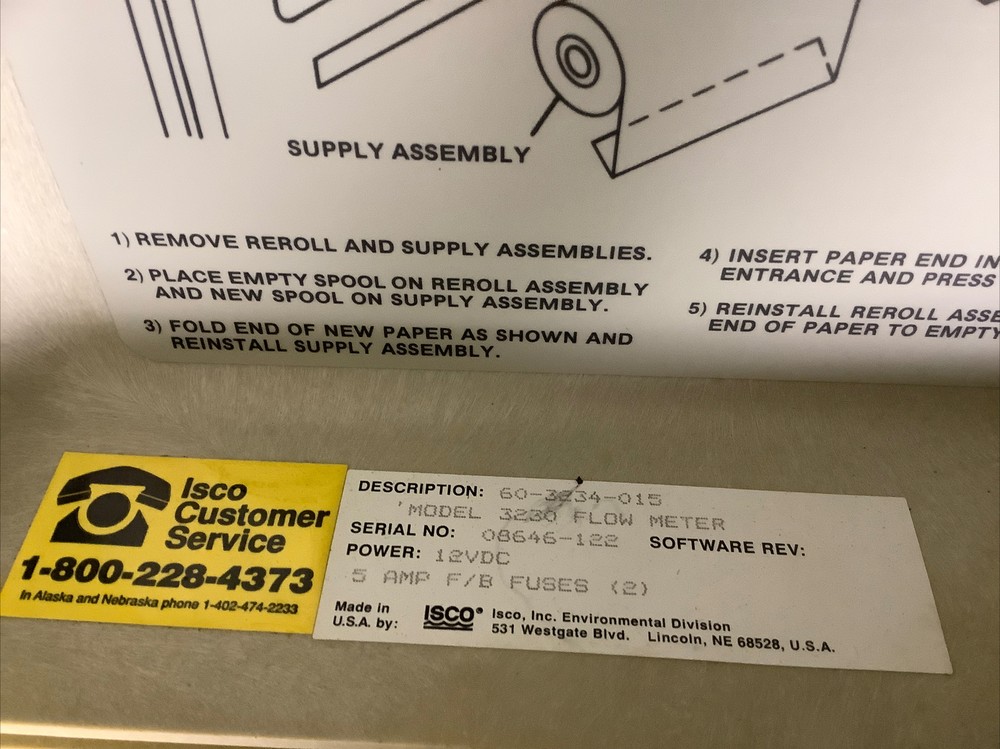 SUPPLY ASSEMBLY
1) REMOVE REROLL AND SUPPLY ASSEMBLIES.
2) PLACE EMPTY SPOOL ON REROLL ASSEMBLY
AND NEW SPOOL ON SUPPLY ASSEMBLY.
3) FOLD END OF NEW PAPER AS SHOWN AND
REINSTALL SUPPLY ASSEMBLY.
4) INSERT PAPER END IN
ENTRANCE AND PRESS
5) REINSTALL REROLL ASSE
END OF PAPER TO EMPTY
Isco
Customer
Service
1-800-228-4373
In Alaska and Nebraska phone 1-402-474-2233
DESCRIPTION: 60-3234-015
'MODEL 3230 FLOW METER
SERIAL NO: 08646-122 SOFTWARE REV:
POWER: 12VDC
5 AMP F/B FUSES (2)
Made in
U.S.A. by:
ISCO®
Isco, Inc. Environmental Division
531 Westgate Blvd. Lincoln, NE 68528, U.S.A.